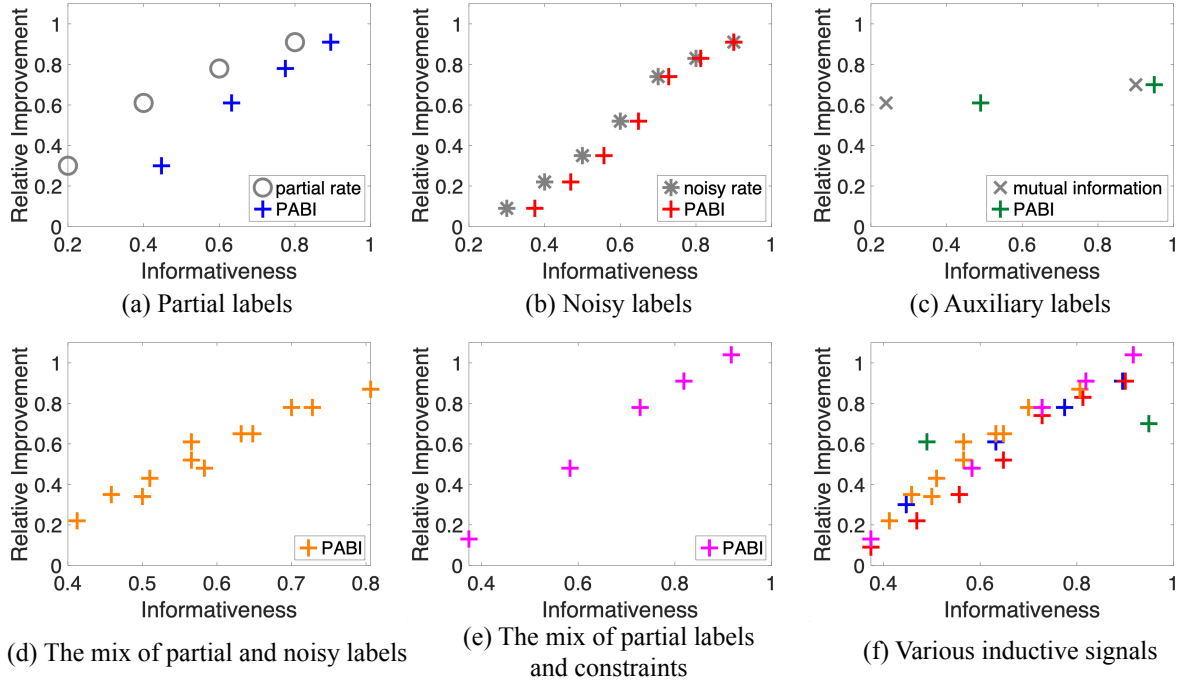 Relative Improvement
1
0.8
0.6
0.4
0.2
0
partial rate
PABI
0.2 0.4 0.6 0.8 1
Informativeness
(a) Partial labels
Relative Improvement
1
0.8
0.6
0.4
0.2
0
noisy rate
PABI
0.2 0.4 0.6 0.8 1
Informativeness
(b) Noisy labels
Relative Improvement
1
0.8
0.6
0.4
0.2
0
mutual information
PABI
0.2 0.4 0.6 0.8 1
Informativeness
(c) Auxiliary labels
Relative Improvement
1
0.8
0.6
0.4
0.2
0
PABI
0.4 0.5 0.6 0.7 0.8
Informativeness
(d) The mix of partial and noisy labels
Relative Improvement
1
0.8
0.6
0.4
0.2
0
PABI
0.4 0.6 0.8 1
Informativeness
(e) The mix of partial labels
and constraints
Relative Improvement
1
0.8
0.6
0.4
0.2
0
0.4 0.6 0.8 1
Informativeness
(f) Various inductive signals